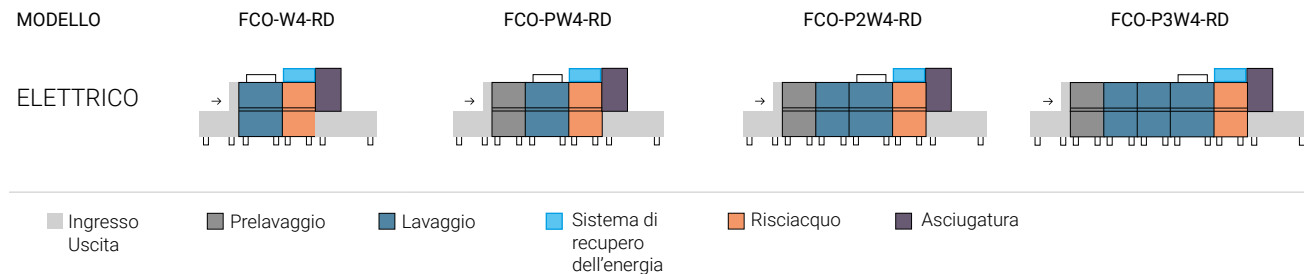 MODELLO FCO-W4-RD FCO-PW4-RD FCO-P2W4-RD FCO-P3W4-RD
ELETTRICO
Ingresso
Uscita
Prelavaggio
Lavaggio
Sistema di
recupero
dell'energia
Risciacquo
Asciugatura